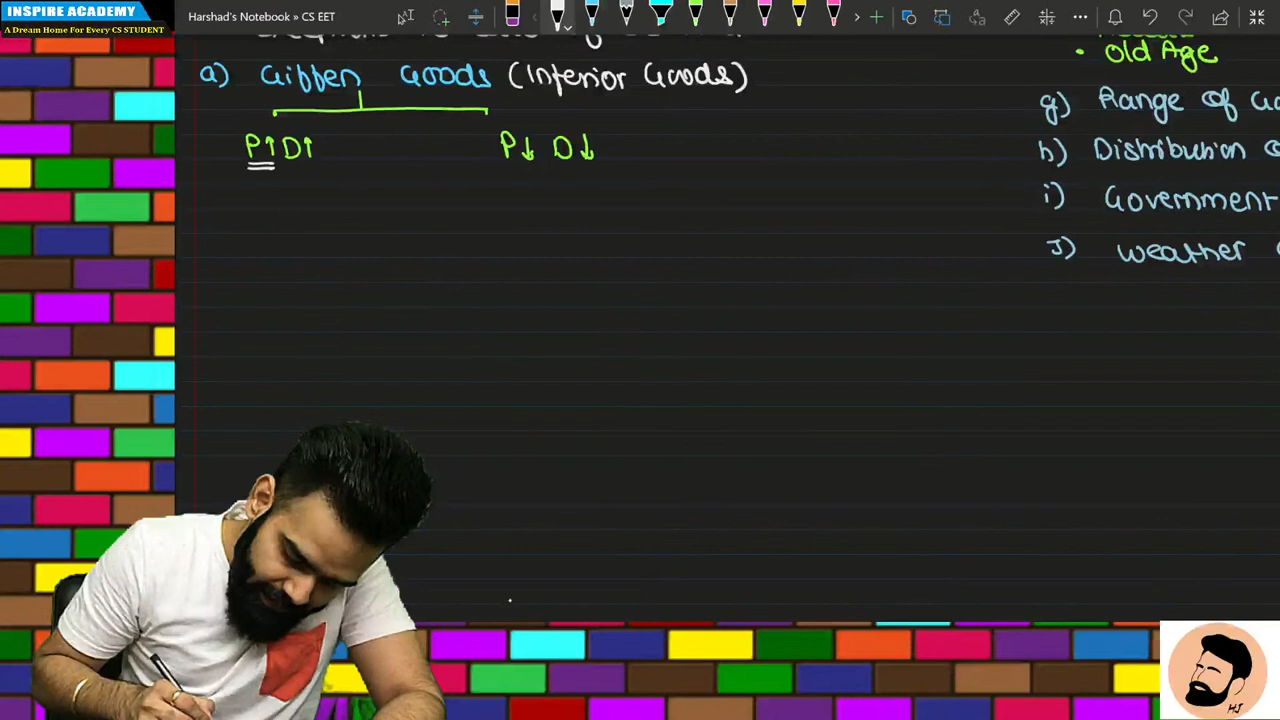 INSPIRE ACADEMY
A Dream Home For Every CS STUDENT
Harshad's Notebook » CS EET
a) Giffen Goods (Inferior Goods)
P↑ D↑ P↓ D↓
• Old Age
g) Range of
h) Distribution
i) Government
J) Weather
HJ